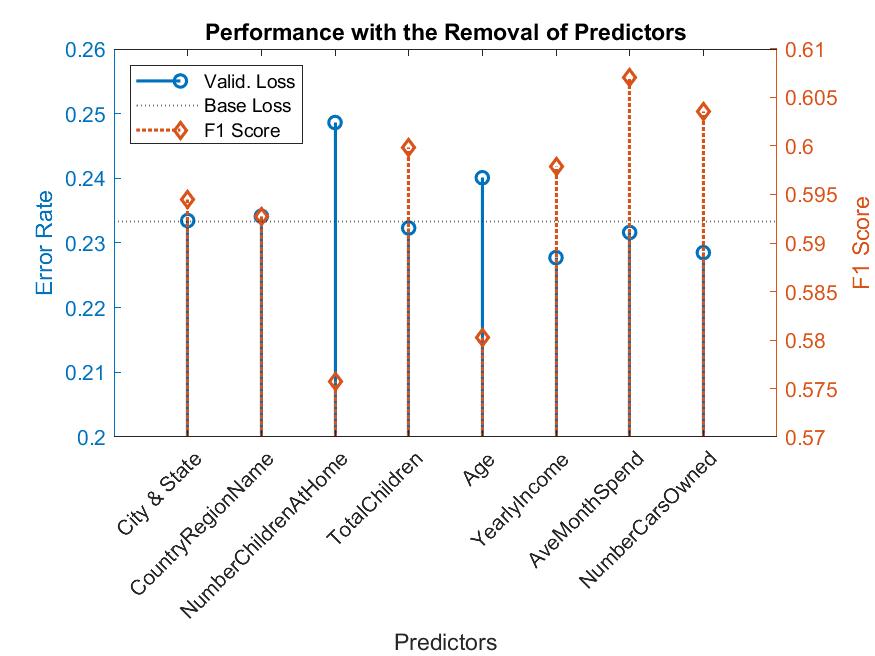 Performance with the Removal of Predictors
Valid. Loss
Base Loss
F1 Score
Error Rate
0.26
0.25
0.24
0.23
0.22
0.21
0.2
0.61
0.605
0.6
0.595
0.59
0.585
0.58
0.575
0.57
F1 Score
City & State
CountryRegionName
NumberChildrenAtHome
TotalChildren
Age
YearlyIncome
AveMonthSpend
NumberCarsOwned
Predictors